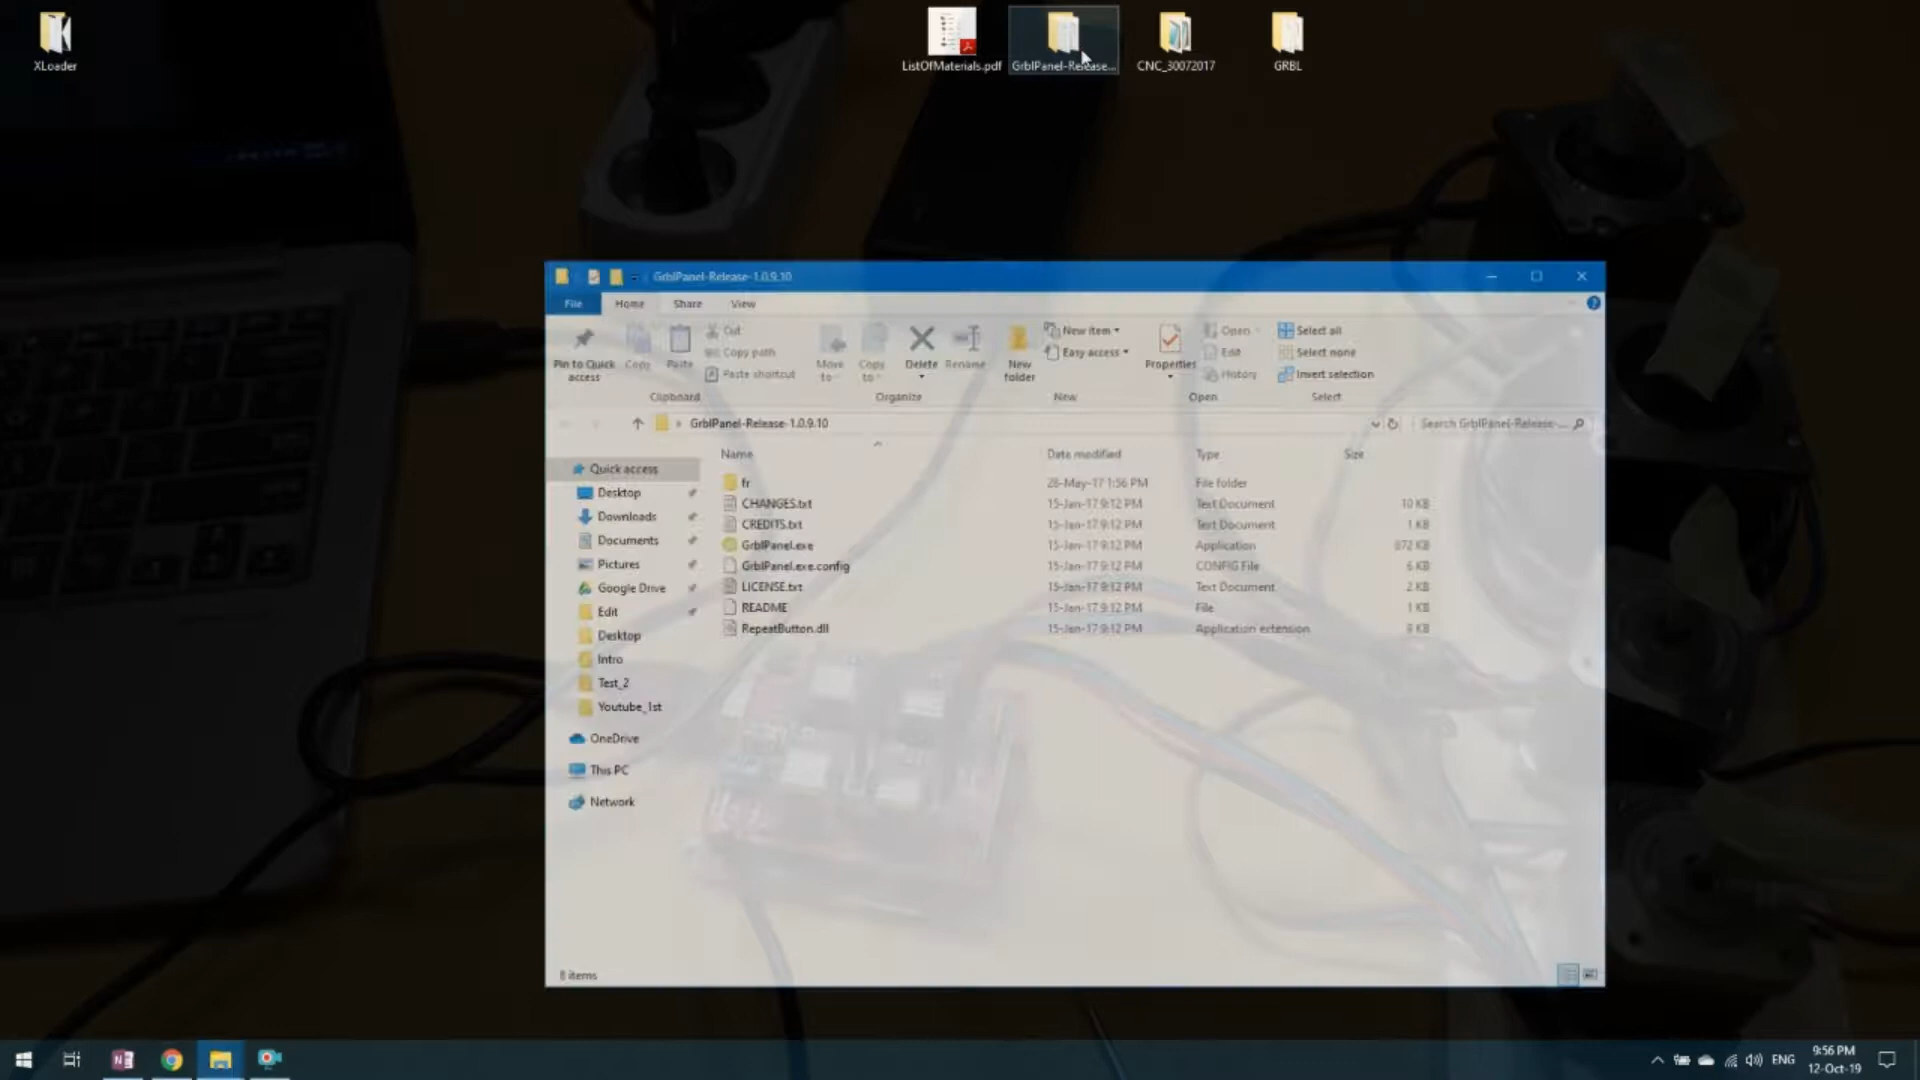 XLoader
ListOfMaterials.pdf
GrblPanel-Release...
CNC_30072017
GRBL
GrblPanel-Release-1.0.9.10
File
Home
Share
View
Pin to Quick
access
Copy
Paste
Cut
Copy path
Paste shortcut
Move
to
Copy
to
Delete
Rename
New
folder
New item
Easy access
Properties
Open
Edit
History
Select all
Select none
Invert selection
Clipboard
Organize
New
Open
Select
GrblPanel-Release-1.0.9.10
Search GrblPanel-Release-...
Name Date modified Type Size
fr 28-May-17 1:56 PM File folder
CHANGES.txt 15-Jan-17 9:12 PM Text Document 10 KB
CREDITS.txt 15-Jan-17 9:12 PM Text Document 1 KB
GrblPanel.exe 15-Jan-17 9:12 PM Application 872 KB
GrblPanel.exe.config 15-Jan-17 9:12 PM CONFIG File 6 KB
LICENSE.txt 15-Jan-17 9:12 PM Text Document 2 KB
README 15-Jan-17 9:12 PM File 1 KB
RepeatButton.dll 15-Jan-17 9:12 PM Application extension 9 KB
Quick access
Desktop
Downloads
Documents
Pictures
Google Drive
Edit
Desktop
Intro
Test_2
Youtube_1st
OneDrive
This PC
Network
8 items
ENG
9:56 PM
12-Oct-19